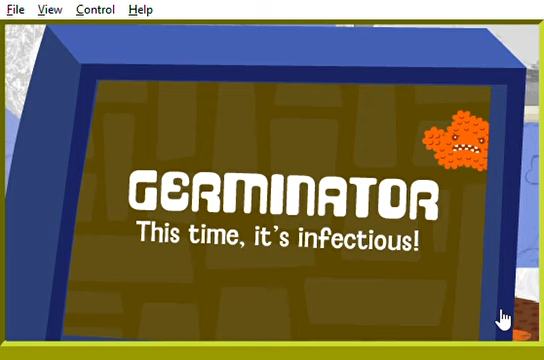 File View Control Help
GERMINATOR
This time, it's infectious!